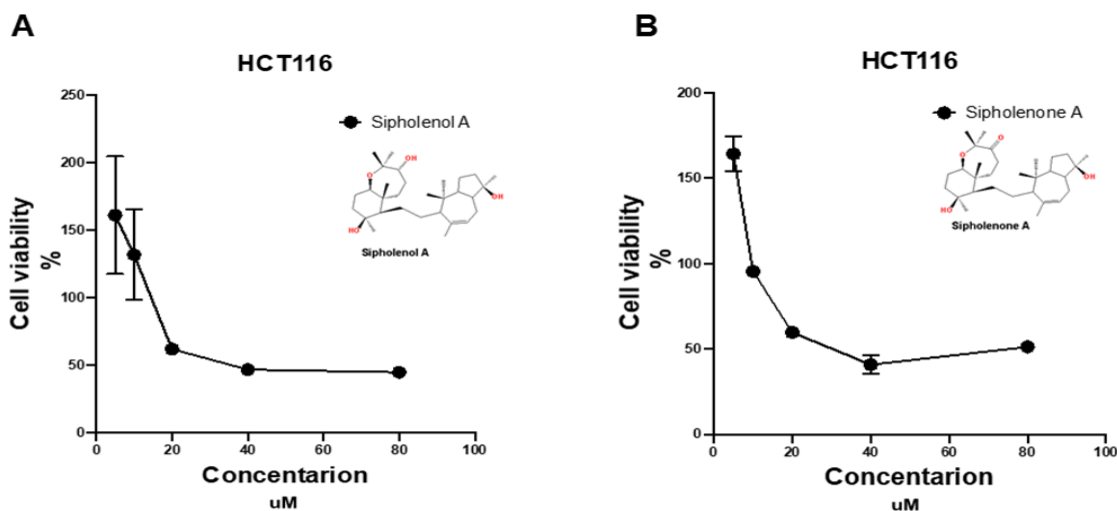 A
HCT116
250
200
150
100
50
0
Cell viability
%
Sipholenol A
O
OH
OH
HO
Sipholenol A
0
20
40
60
80
100
Concentarion
uM
B
HCT116
200
150
100
50
0
Cell viability
%
Sipholenone A
O
O
OH
HO
Sipholenone A
0
20
40
60
80
100
Concentarion
uM